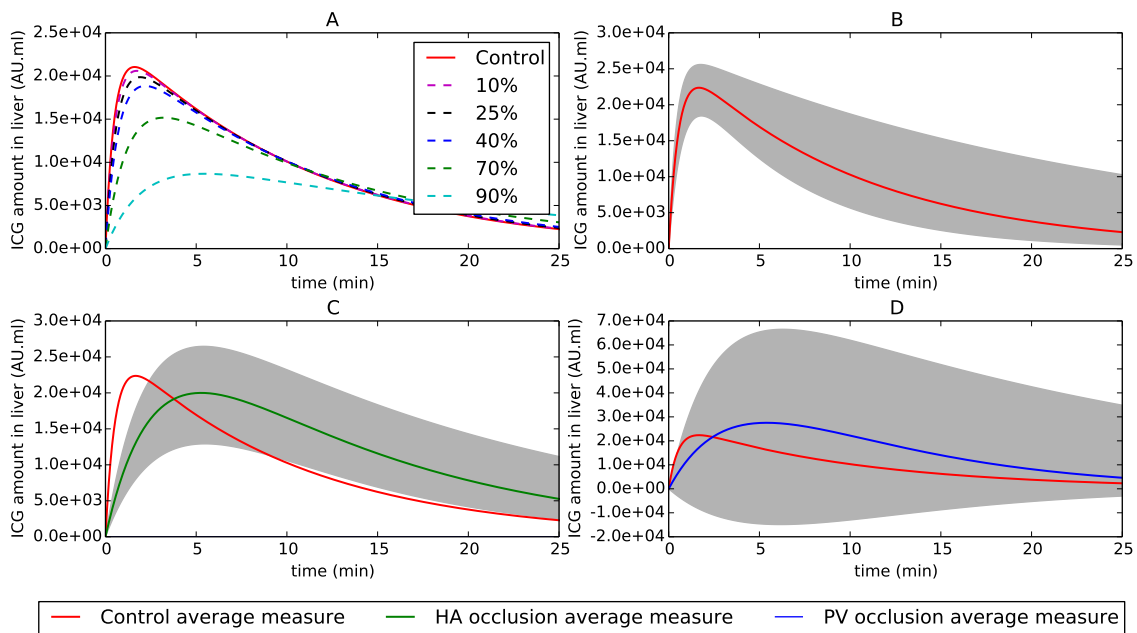 A
ICG amount in liver (AU.ml)
2.5e+04
2.0e+04
1.5e+04
1.0e+04
5.0e+03
0.0e+00
0 5 10 15 20 25
time (min)
Control
10%
25%
40%
70%
90%
B
ICG amount in liver (AU.ml)
3.0e+04
2.5e+04
2.0e+04
1.5e+04
1.0e+04
5.0e+03
0.0e+00
0 5 10 15 20 25
time (min)
C
ICG amount in liver (AU.ml)
3.0e+04
2.5e+04
2.0e+04
1.5e+04
1.0e+04
5.0e+03
0.0e+00
0 5 10 15 20 25
time (min)
D
ICG amount in liver (AU.ml)
7.0e+04
6.0e+04
5.0e+04
4.0e+04
3.0e+04
2.0e+04
1.0e+04
0.0e+00
-1.0e+04
-2.0e+04
0 5 10 15 20 25
time (min)
Control average measure HA occlusion average measure PV occlusion average measure